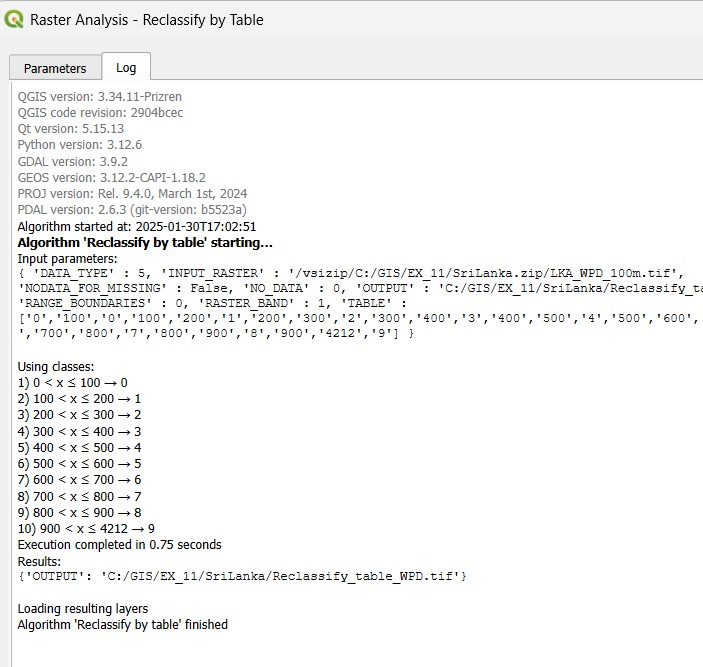 Raster Analysis - Reclassify by Table
Parameters Log
QGIS version: 3.34.11-Prizren
QGIS code revision: 2904bcec
Qt version: 5.15.13
Python version: 3.12.6
GDAL version: 3.9.2
GEOS version: 3.12.2-CAPI-1.18.2
PROJ version: Rel. 9.4.0, March 1st, 2024
PDAL version: 2.6.3 (git-version: b5523a)
Algorithm started at: 2025-01-30T17:02:51
Algorithm 'Reclassify by table' starting…
Input parameters:
{ 'DATA_TYPE' : 5, 'INPUT_RASTER' : '/vsizip/C:/GIS/EX_11/SriLanka.zip/LKA_WPD_100m.tif',
'NODATA_FOR_MISSING' : False, 'NO_DATA' : 0, 'OUTPUT' : 'C:/GIS/EX_11/SriLanka/Reclassify_ta
'RANGE_BOUNDARIES' : 0, 'RASTER_BAND' : 1, 'TABLE' :
['0','100','0','100','200','1','200','300','2','300','400','3','400','500','4','500','600',
','700','800','7','800','900','8','900','4212','9'] }
Using classes:
1) 0 < x ≤ 100 → 0
2) 100 < x ≤ 200 → 1
3) 200 < x ≤ 300 → 2
4) 300 < x ≤ 400 → 3
5) 400 < x ≤ 500 → 4
6) 500 < x ≤ 600 → 5
7) 600 < x ≤ 700 → 6
8) 700 < x ≤ 800 → 7
9) 800 < x ≤ 900 → 8
10) 900 < x ≤ 4212 → 9
Execution completed in 0.75 seconds
Results:
{'OUTPUT': 'C:/GIS/EX_11/SriLanka/Reclassify_table_WPD.tif'}
Loading resulting layers
Algorithm 'Reclassify by table' finished